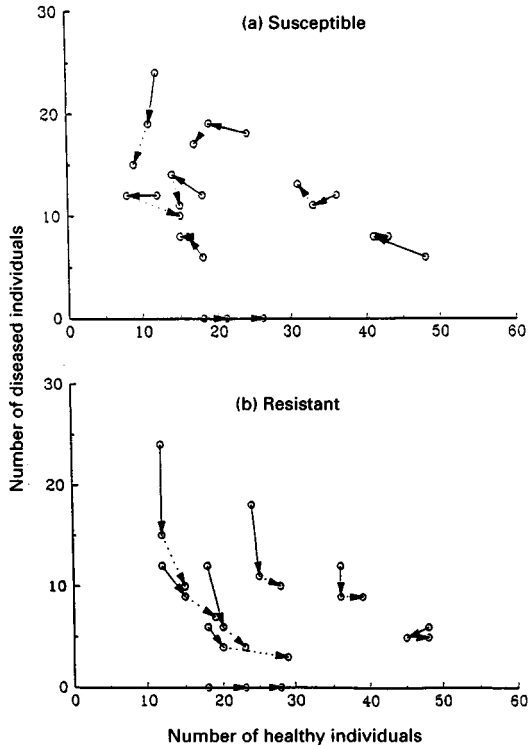 (a) Susceptible
30
20
10
0
0 10 20 30 40 50 60
Number of diseased individuals
(b) Resistant
30
20
10
0
0 10 20 30 40 50 60
Number of healthy individuals